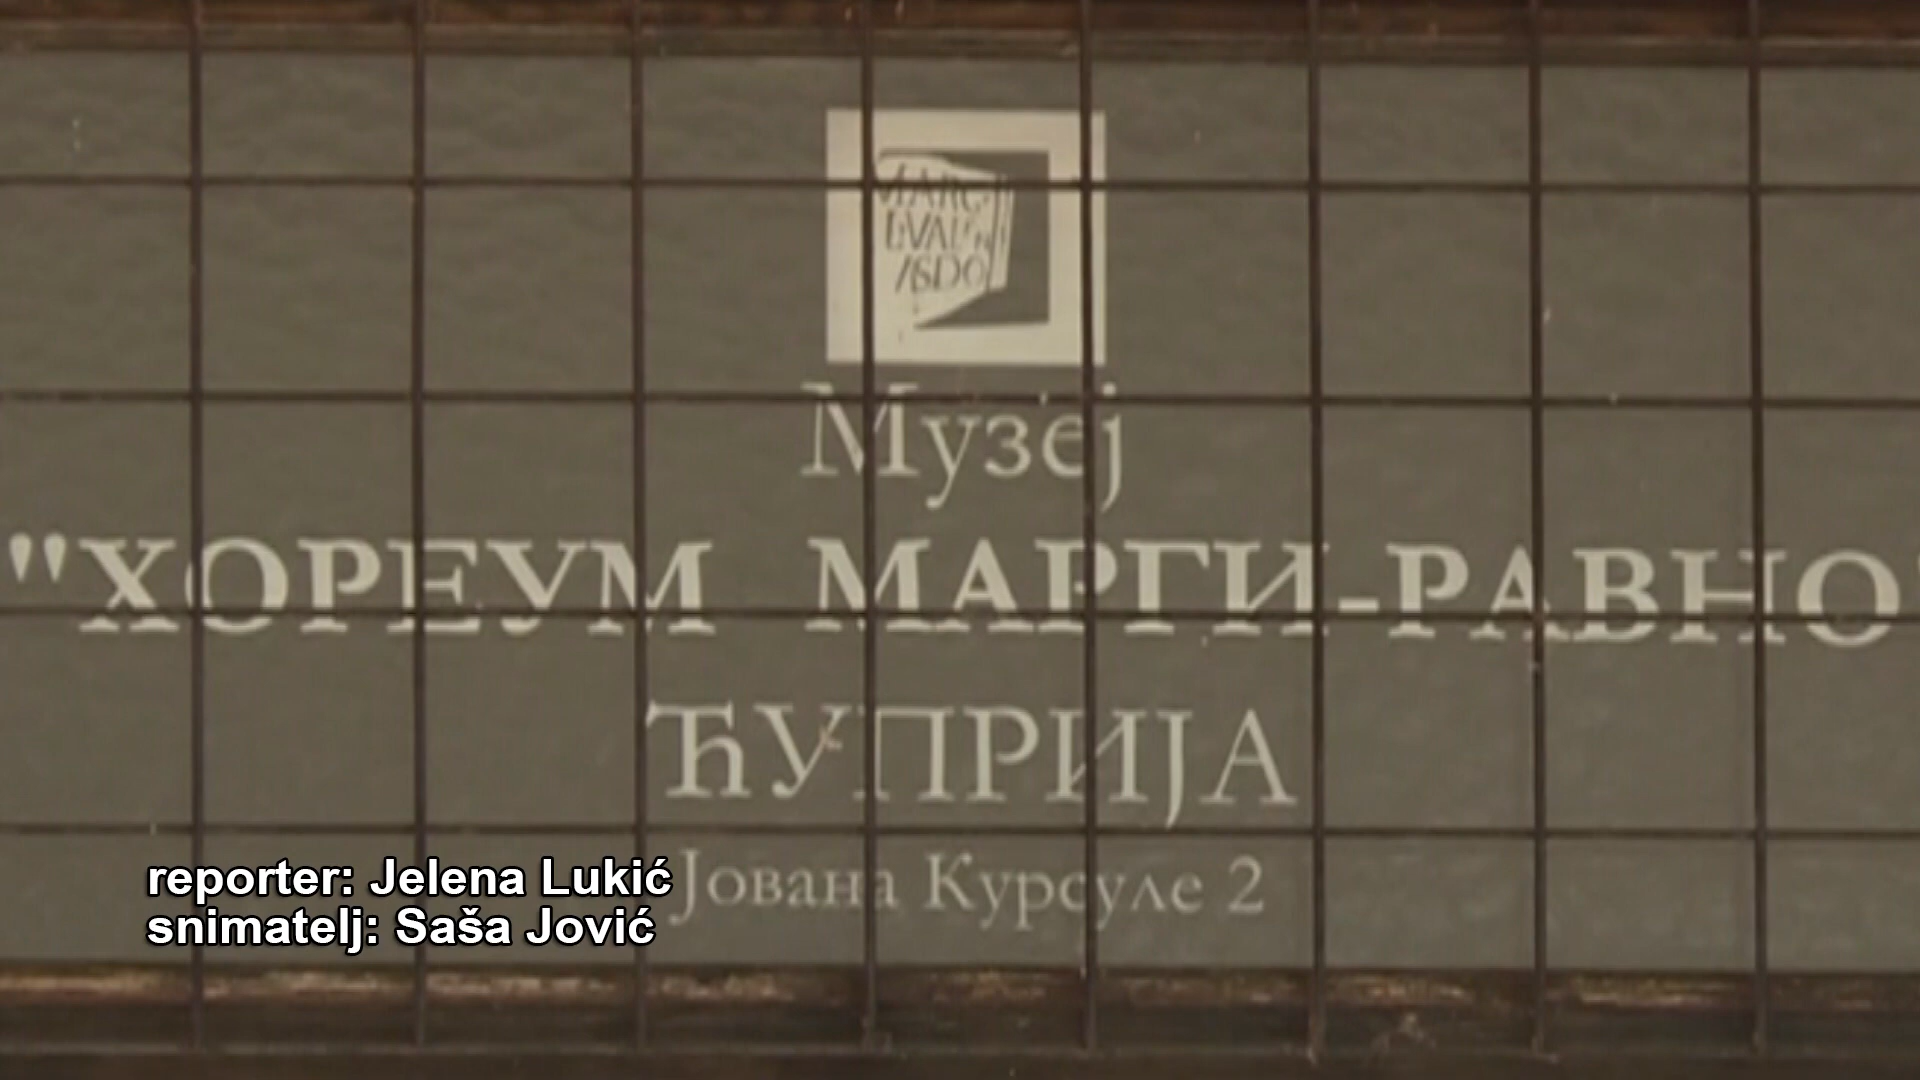 Музеј
"ХОРЕУМ МАРГИ-РАВНО"
ЋУПРИЈА
Јована Курсуле 2
reporter: Jelena Lukić
snimatelj: Saša Jović